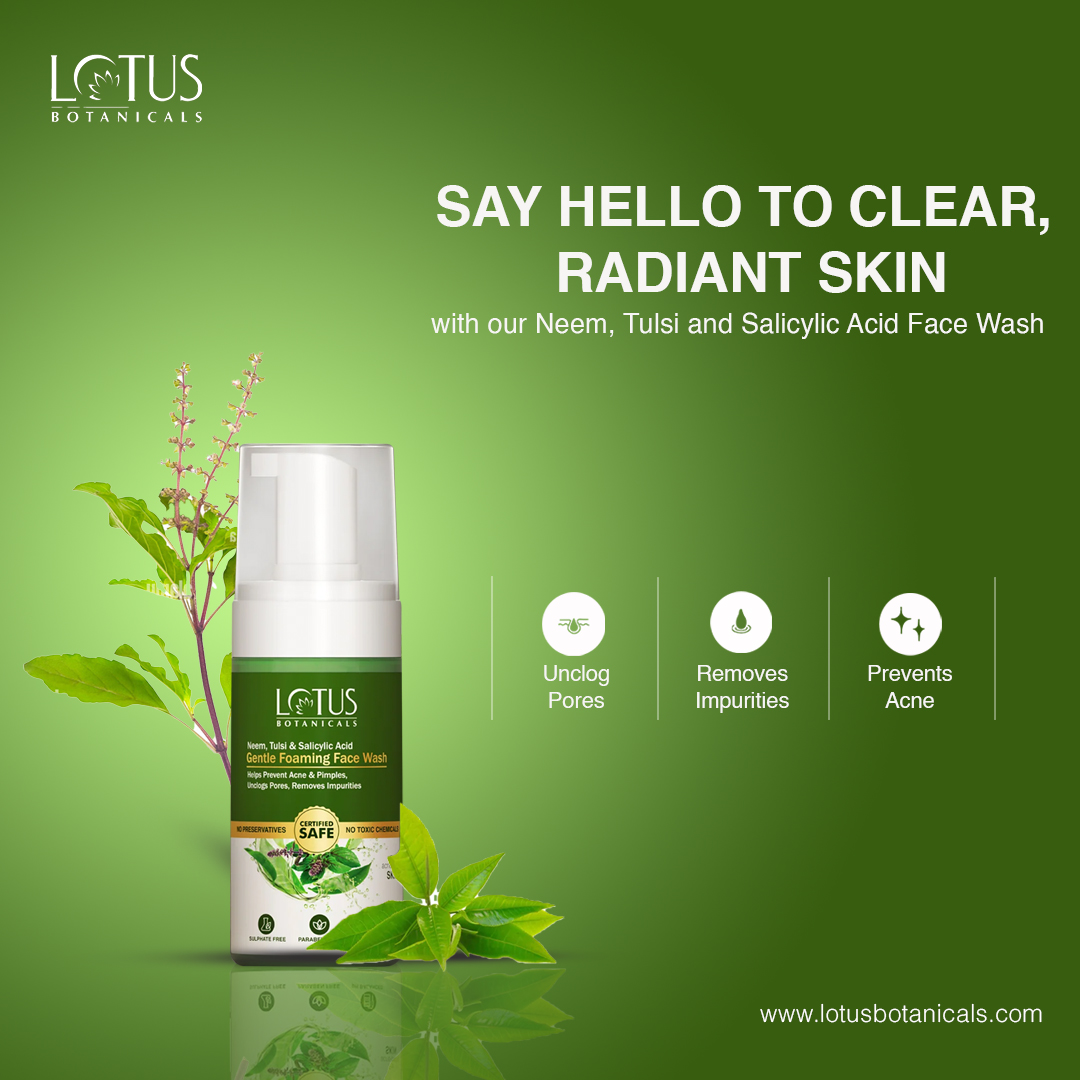 LOTUS
BOTANICALS
SAY HELLO TO CLEAR,
RADIANT SKIN
with our Neem, Tulsi and Salicylic Acid Face Wash
Unclog
Pores
Removes
Impurities
Prevents
Acne
LOTUS
BOTANICALS
Neem, Tulsi & Salicylic Acid
Gentle Foaming Face Wash
Helps Prevent Acne & Pimples,
Unclogs Pores, Removes Impurities
NO PRESERVATIVES
CERTIFIED
SAFE
NO TOXIC CHEMICALS
SULPHATE FREE
www.lotusbotanicals.com